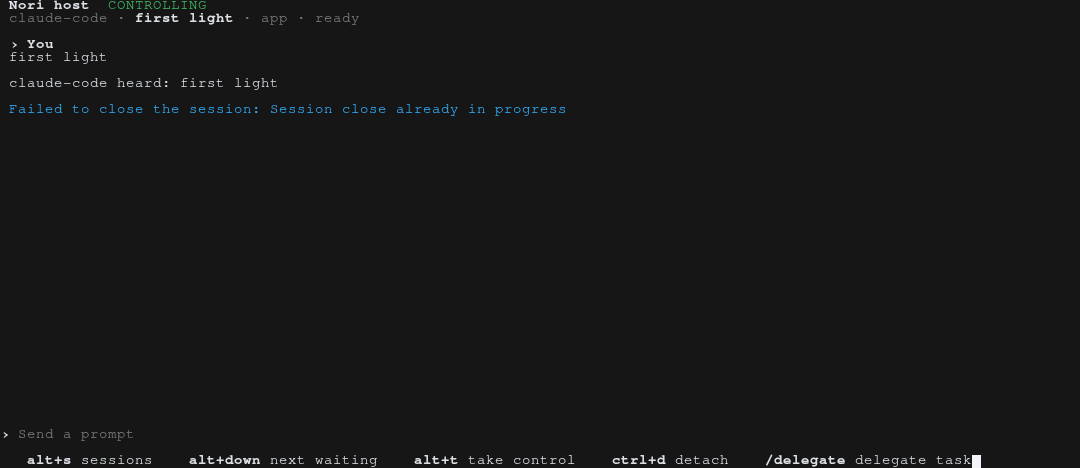 Nori host  CONTROLLING
claude-code · first light · app · ready
› You
first light
claude-code heard: first light
Failed to close the session: Session close already in progress
› Send a prompt
alt+s sessions    alt+down next waiting    alt+t take control    ctrl+d detach    /delegate delegate task